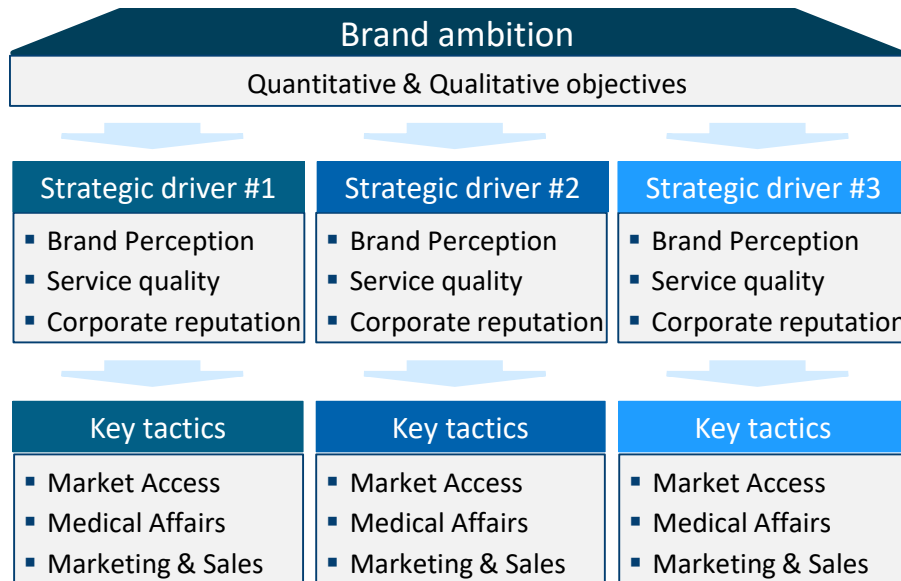 Brand ambition
Quantitative & Qualitative objectives
Strategic driver #1
▪ Brand Perception
▪ Service quality
▪ Corporate reputation
Strategic driver #2
▪ Brand Perception
▪ Service quality
▪ Corporate reputation
Strategic driver #3
▪ Brand Perception
▪ Service quality
▪ Corporate reputation
Key tactics
▪ Market Access
▪ Medical Affairs
▪ Marketing & Sales
Key tactics
▪ Market Access
▪ Medical Affairs
▪ Marketing & Sales
Key tactics
▪ Market Access
▪ Medical Affairs
▪ Marketing & Sales